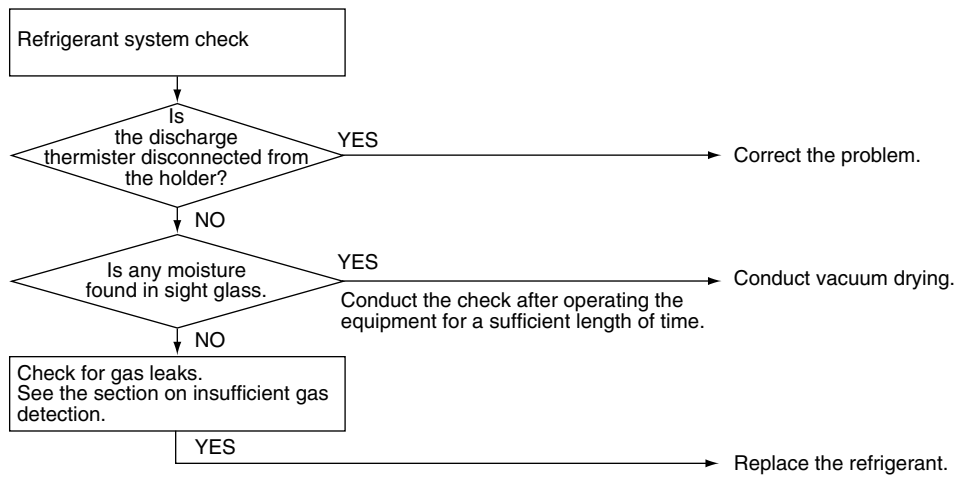 Refrigerant system check
Is
the discharge
thermister disconnected from
the holder?
YES
Correct the problem.
NO
Is any moisture
found in sight glass.
YES
Conduct the check after operating the
equipment for a sufficient length of time.
Conduct vacuum drying.
NO
Check for gas leaks.
See the section on insufficient gas
detection.
YES
Replace the refrigerant.